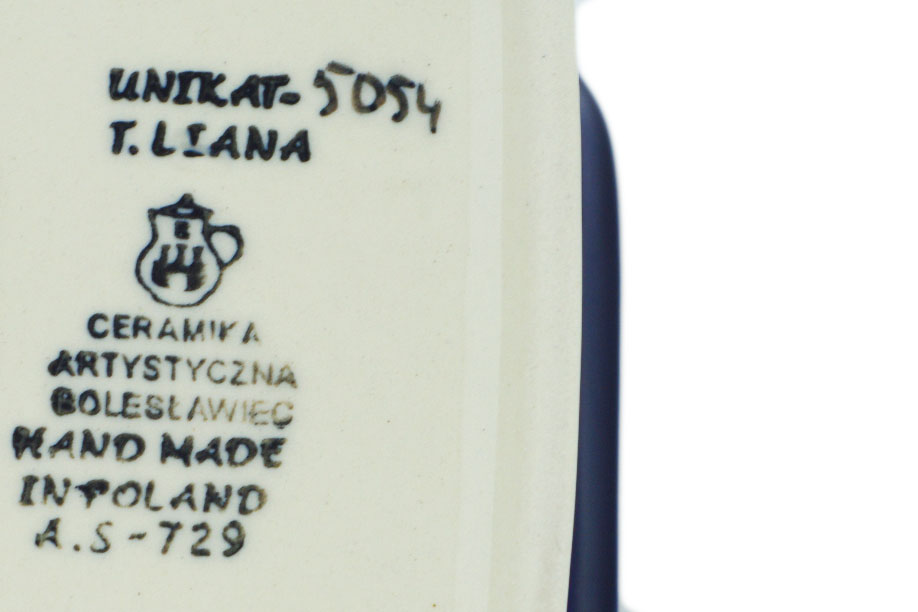 UNIKAT-5054
T.LIANA
CERAMIKA
ARTYSTYCZNA
BOLESŁAWIEC
HAND MADE
IN POLAND
A.S-729